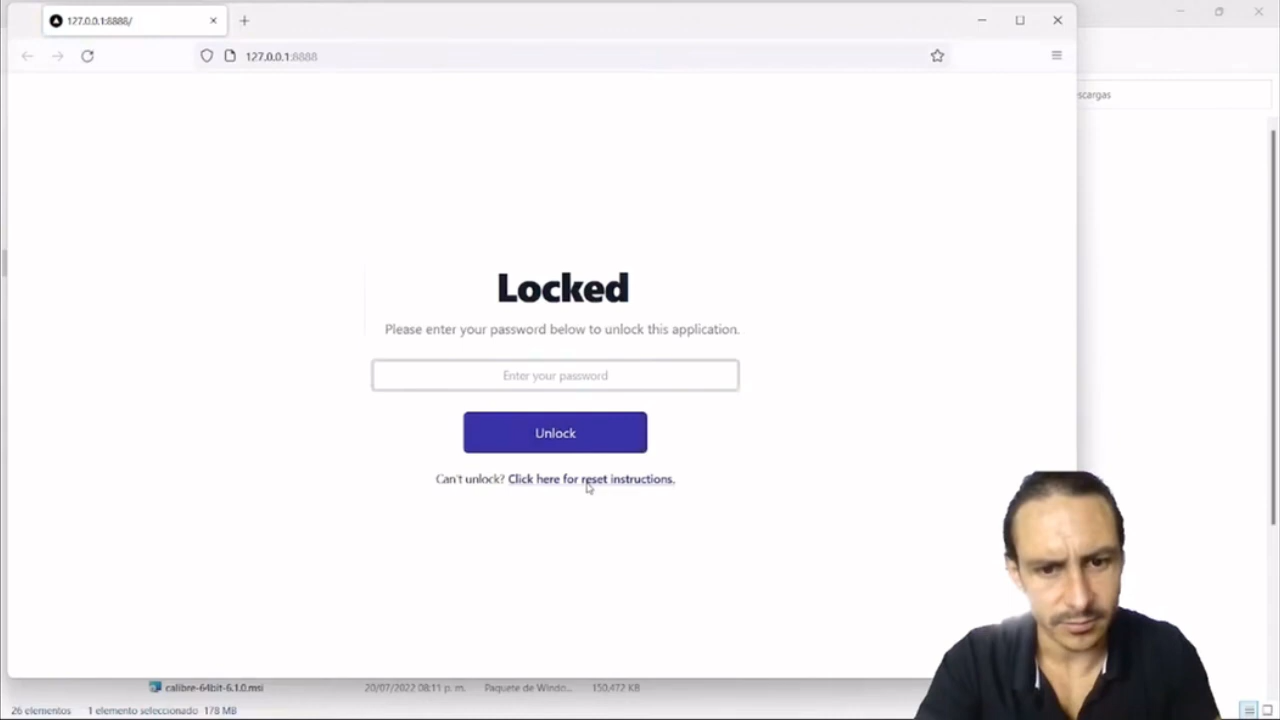 127.0.0.1:8888/
127.0.0.1:8888
scargas
Locked
Please enter your password below to unlock this application.
Enter your password
Unlock
Can't unlock? Click here for reset instructions.
calibre-64bit-6.1.0.msi 20/07/2022 08:11 p. m. Paquete de Windo... 150,472 KB
26 elementos 1 elemento seleccionado 178 MB